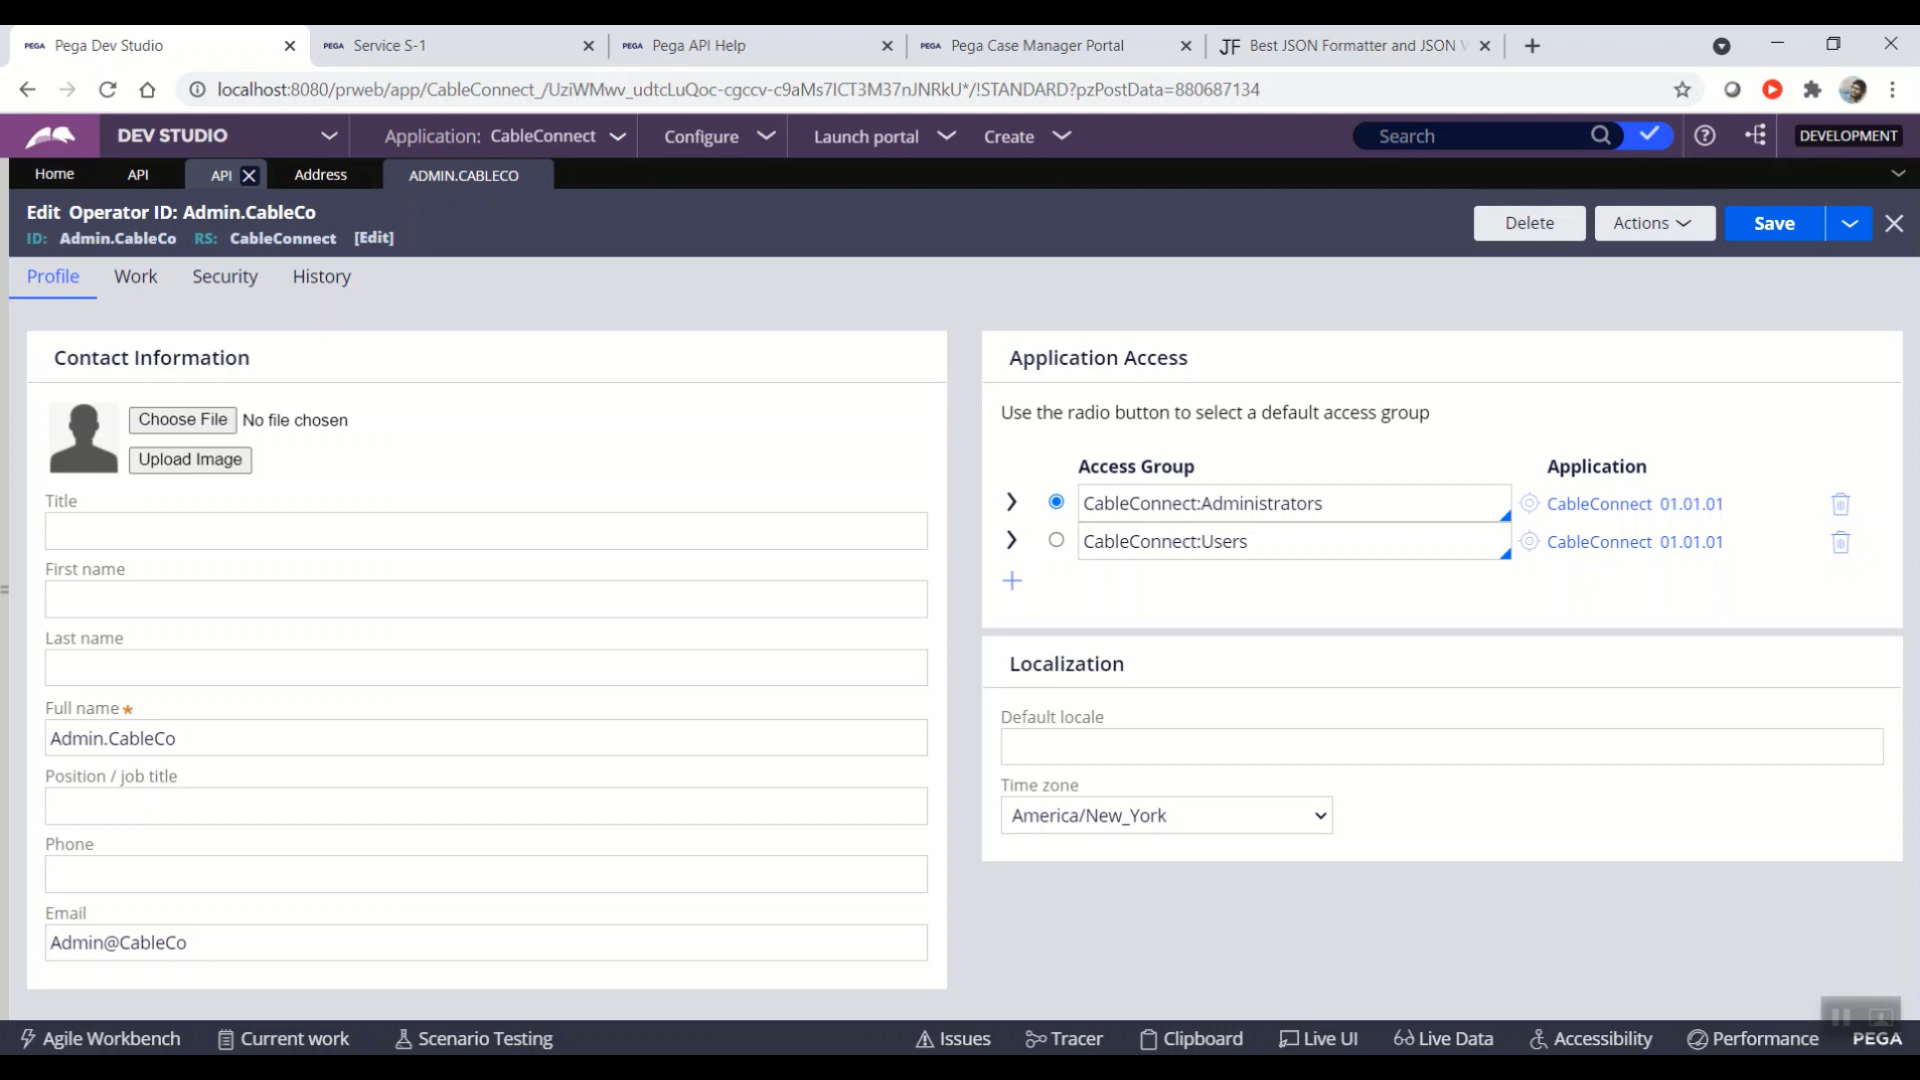 PEGA Pega Dev Studio PEGA Service S-1 PEGA Pega API Help PEGA Pega Case Manager Portal JF Best JSON Formatter and JSON V
localhost:8080/prweb/app/CableConnect_/UziWMwv_udtcLuQoc-cgccv-c9aMs7ICT3M37nJNRkU*/!STANDARD?pzPostData=880687134
DEV STUDIO Application: CableConnect Configure Launch portal Create Search DEVELOPMENT
Home API API Address ADMIN.CABLECO
Edit Operator ID: Admin.CableCo
ID: Admin.CableCo RS: CableConnect [Edit]
Delete Actions Save
Profile Work Security History
Contact Information
Choose File No file chosen
Upload Image
Title
First name
Last name
Full name *
Admin.CableCo
Position / job title
Phone
Email
Admin@CableCo
Application Access
Use the radio button to select a default access group
Access Group Application
CableConnect:Administrators CableConnect 01.01.01
CableConnect:Users CableConnect 01.01.01
Localization
Default locale
Time zone
America/New_York
Agile Workbench Current work Scenario Testing Issues Tracer Clipboard Live UI Live Data Accessibility Performance PEGA